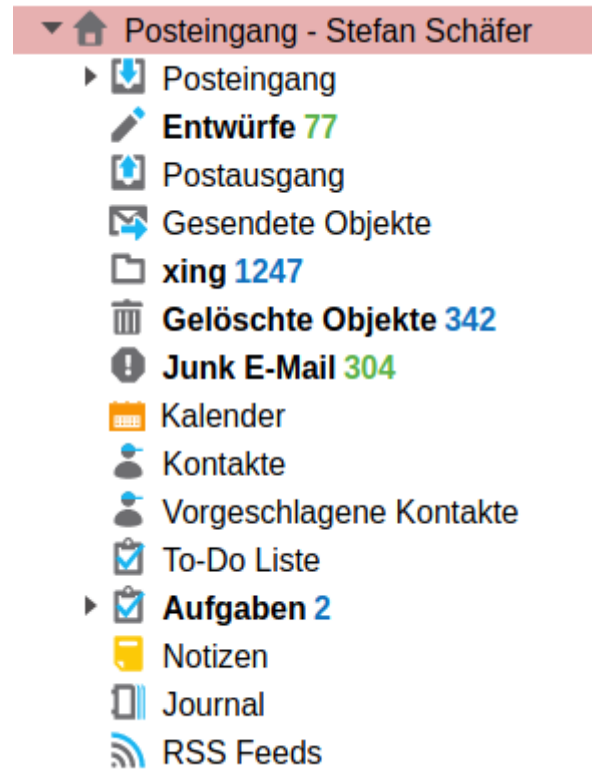 Posteingang - Stefan Schäfer
Posteingang
Entwürfe 77
Postausgang
Gesendete Objekte
xing 1247
Gelöschte Objekte 342
Junk E-Mail 304
Kalender
Kontakte
Vorgeschlagene Kontakte
To-Do Liste
Aufgaben 2
Notizen
Journal
RSS Feeds